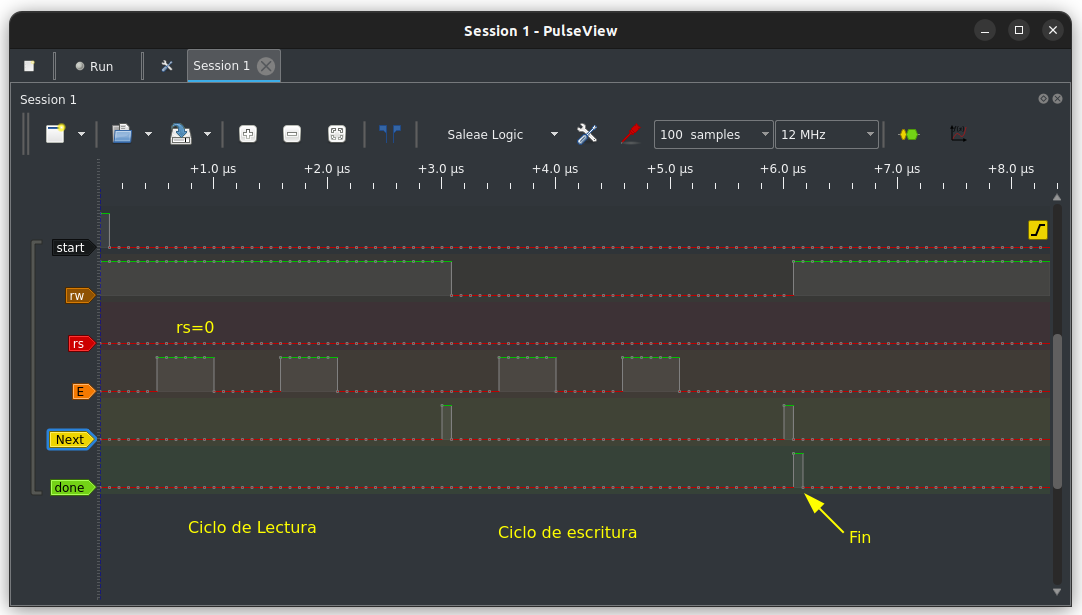 Session 1 - PulseView
Run
Session 1
Session 1
Saleae Logic
100 samples
12 MHz
+1.0 µs +2.0 µs +3.0 µs +4.0 µs +5.0 µs +6.0 µs +7.0 µs +8.0 µs
start
rw
rs=0
rs
E
Next
done
Ciclo de Lectura
Ciclo de escritura
Fin